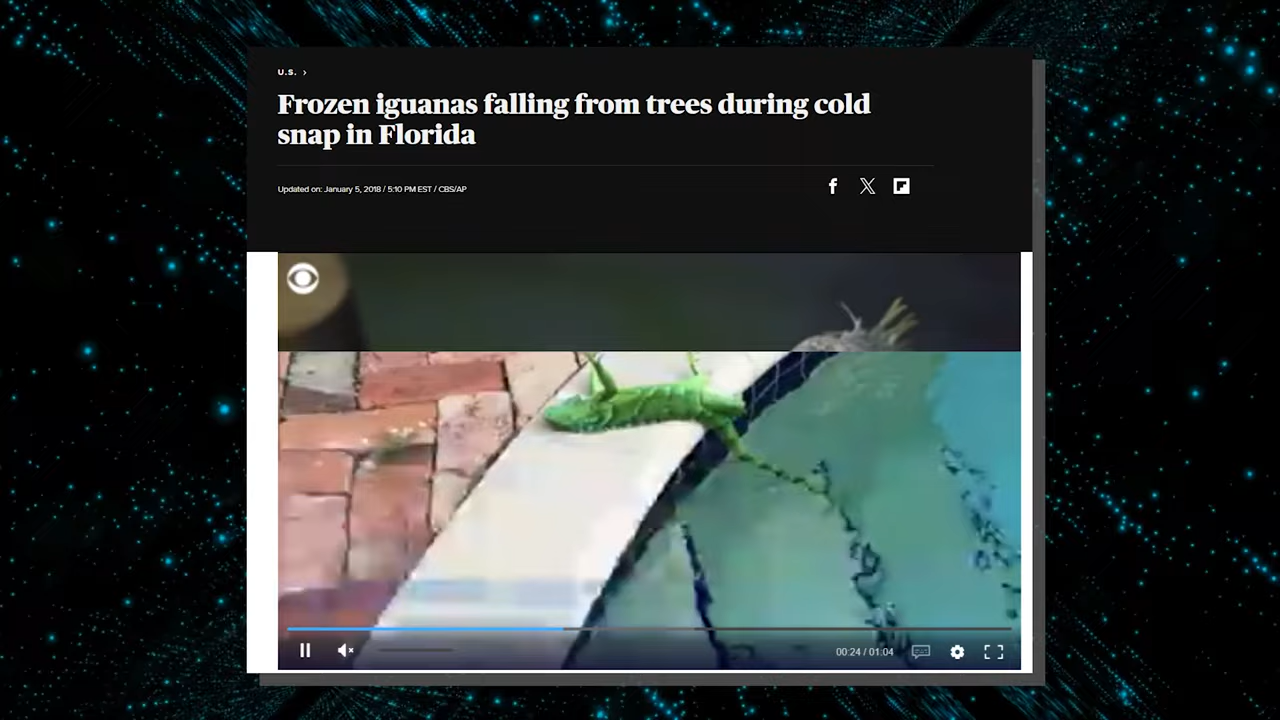 U.S. ›
Frozen iguanas falling from trees during cold
snap in Florida
Updated on: January 5, 2018 / 5:10 PM EST / CBS/AP
00:24 / 01:04